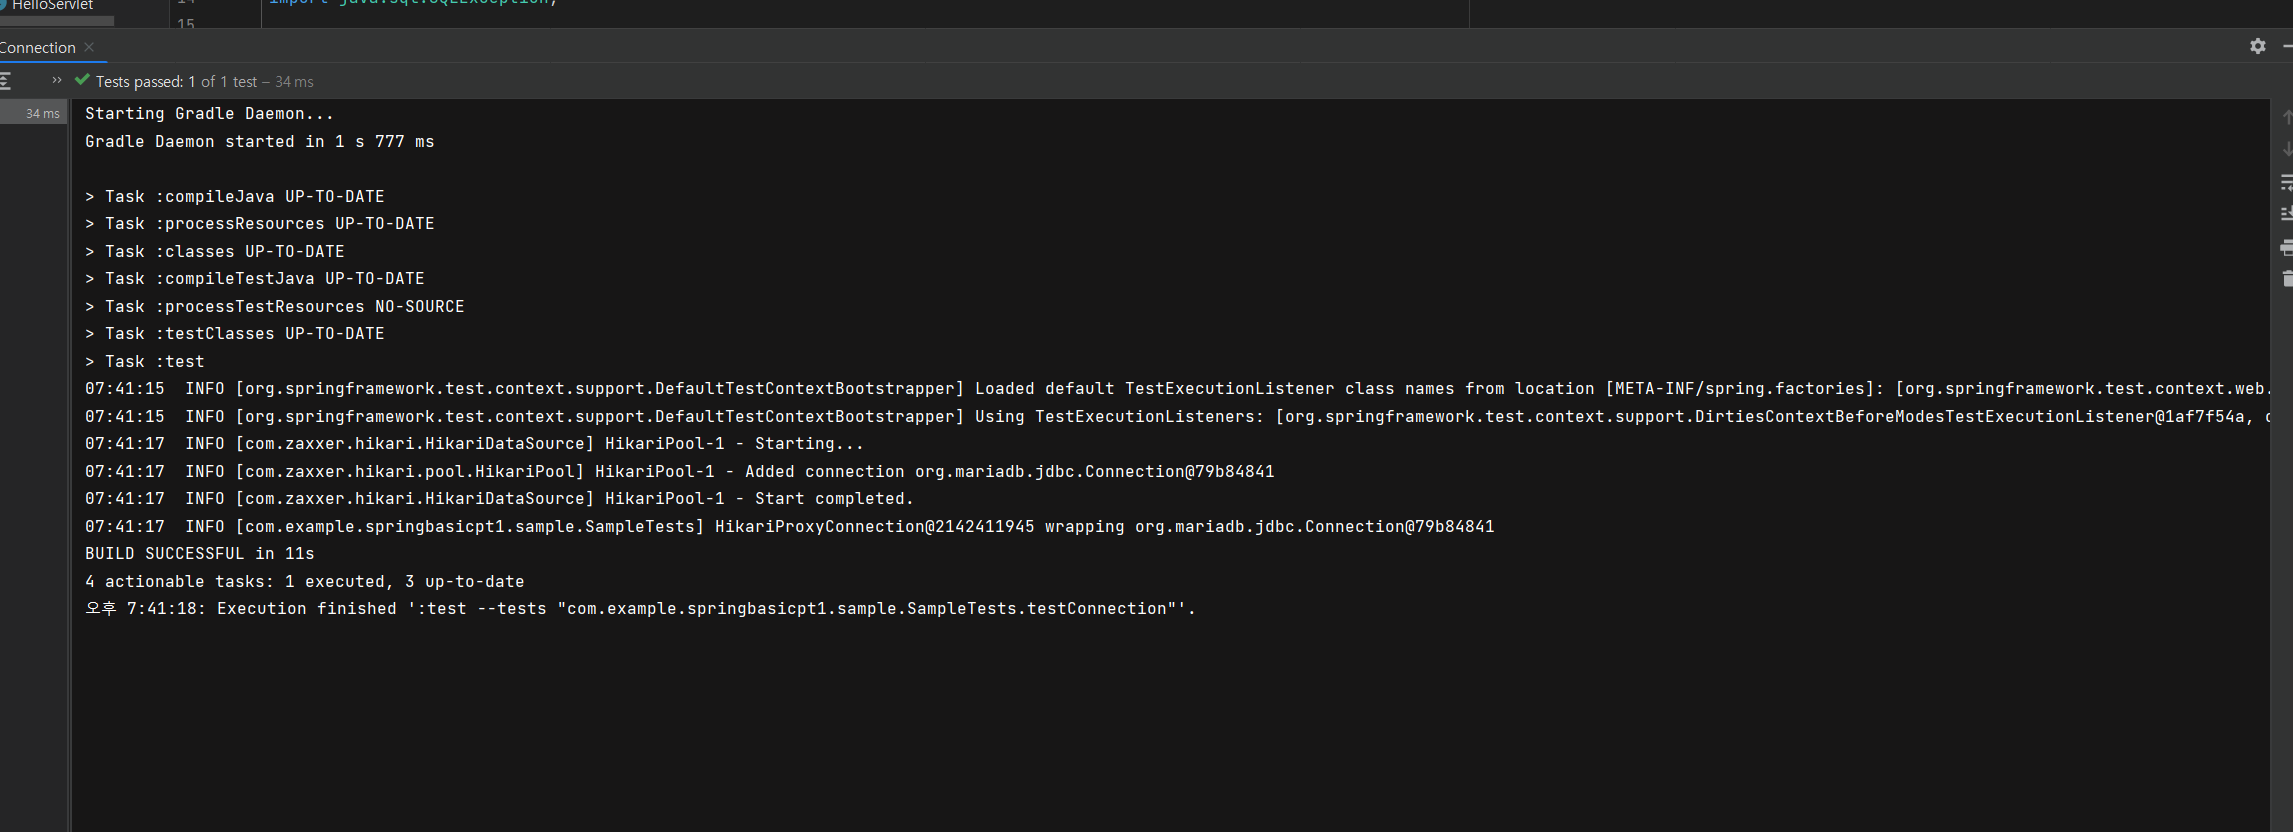 HelloServlet
14 import java.sql.SQLException;
15
Connection
Tests passed: 1 of 1 test – 34 ms
34 ms
Starting Gradle Daemon...
Gradle Daemon started in 1 s 777 ms
> Task :compileJava UP-TO-DATE
> Task :processResources UP-TO-DATE
> Task :classes UP-TO-DATE
> Task :compileTestJava UP-TO-DATE
> Task :processTestResources NO-SOURCE
> Task :testClasses UP-TO-DATE
> Task :test
07:41:15  INFO [org.springframework.test.context.support.DefaultTestContextBootstrapper] Loaded default TestExecutionListener class names from location [META-INF/spring.factories]: [org.springframework.test.context.web.
07:41:15  INFO [org.springframework.test.context.support.DefaultTestContextBootstrapper] Using TestExecutionListeners: [org.springframework.test.context.support.DirtiesContextBeforeModesTestExecutionListener@1af7f54a,
07:41:17  INFO [com.zaxxer.hikari.HikariDataSource] HikariPool-1 - Starting...
07:41:17  INFO [com.zaxxer.hikari.pool.HikariPool] HikariPool-1 - Added connection org.mariadb.jdbc.Connection@79b84841
07:41:17  INFO [com.zaxxer.hikari.HikariDataSource] HikariPool-1 - Start completed.
07:41:17  INFO [com.example.springbasicpt1.sample.SampleTests] HikariProxyConnection@2142411945 wrapping org.mariadb.jdbc.Connection@79b84841
BUILD SUCCESSFUL in 11s
4 actionable tasks: 1 executed, 3 up-to-date
오후 7:41:18: Execution finished ':test --tests "com.example.springbasicpt1.sample.SampleTests.testConnection"'.